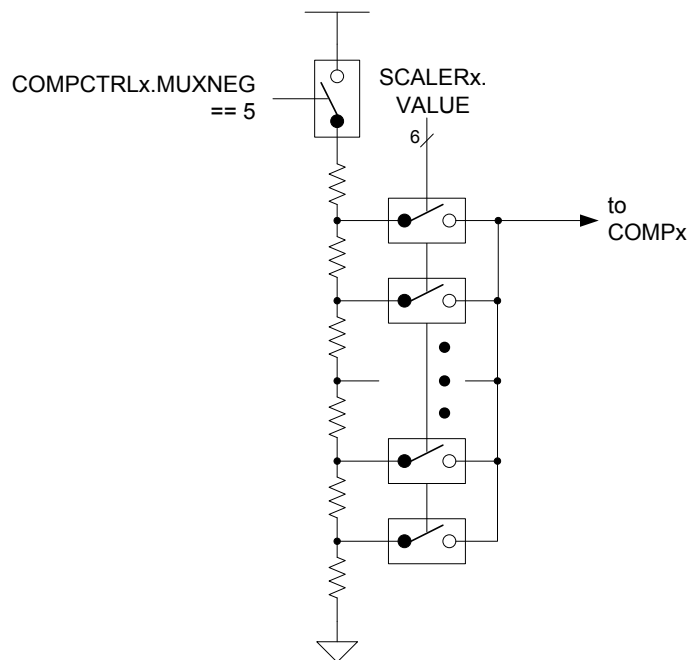 COMPCTRLx.MUXNEG
== 5
SCALERx.
VALUE
6
to
COMPx